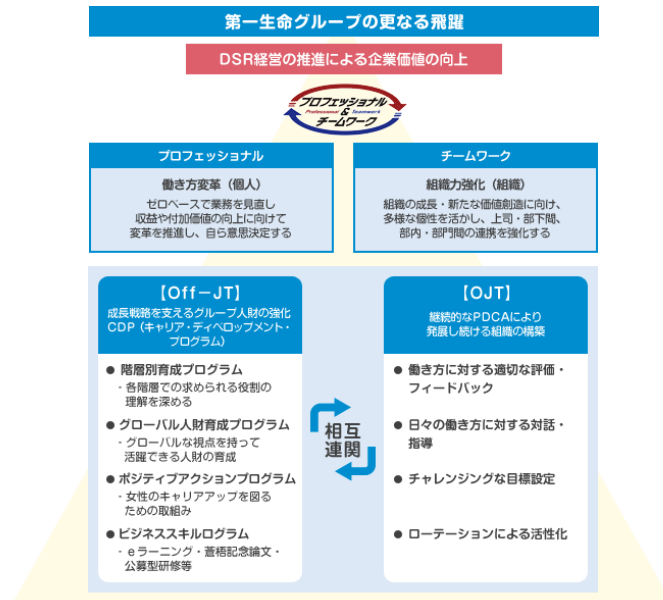 第一生命グループの更なる飛躍
DSR経営の推進による企業価値の向上
プロフェッショナル
Professional & Teamwork
チームワーク
プロフェッショナル
働き方変革（個人）
ゼロベースで業務を見直し
収益や付加価値の向上に向けて
変革を推進し、自ら意思決定する
チームワーク
組織力強化（組織）
組織の成長・新たな価値創造に向け、
多様な個性を活かし、上司・部下間、
部内・部門間の連携を強化する
【Off－JT】
成長戦略を支えるグループ人財の強化
CDP（キャリア・ディベロップメント・
プログラム）
● 階層別育成プログラム
- 各階層での求められる役割の
理解を深める
● グローバル人財育成プログラム
- グローバルな視点を持って
活躍できる人財の育成
● ポジティブアクションプログラム
- 女性のキャリアアップを図る
ための取組み
● ビジネススキルログラム
- eラーニング・蒼梧記念論文・
公募型研修等
相互
連関
【OJT】
継続的なPDCAにより
発展し続ける組織の構築
● 働き方に対する適切な評価・
フィードバック
● 日々の働き方に対する対話・
指導
● チャレンジングな目標設定
● ローテーションによる活性化